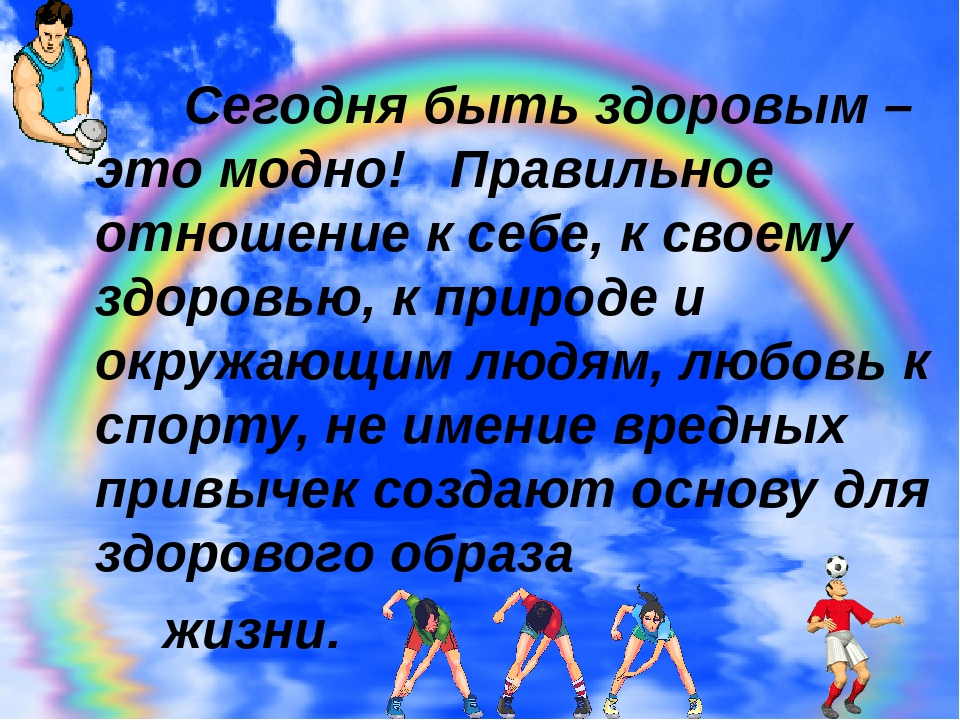 Сегодня быть здоровым –
это модно! Правильное
отношение к себе, к своему
здоровью, к природе и
окружающим людям, любовь к
спорту, не имение вредных
привычек создают основу для
здорового образа
жизни.